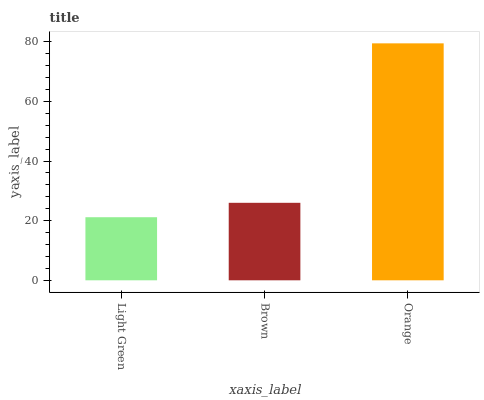 title
80
60
40
20
0
yaxis_label
Light Green
Brown
Orange
xaxis_label